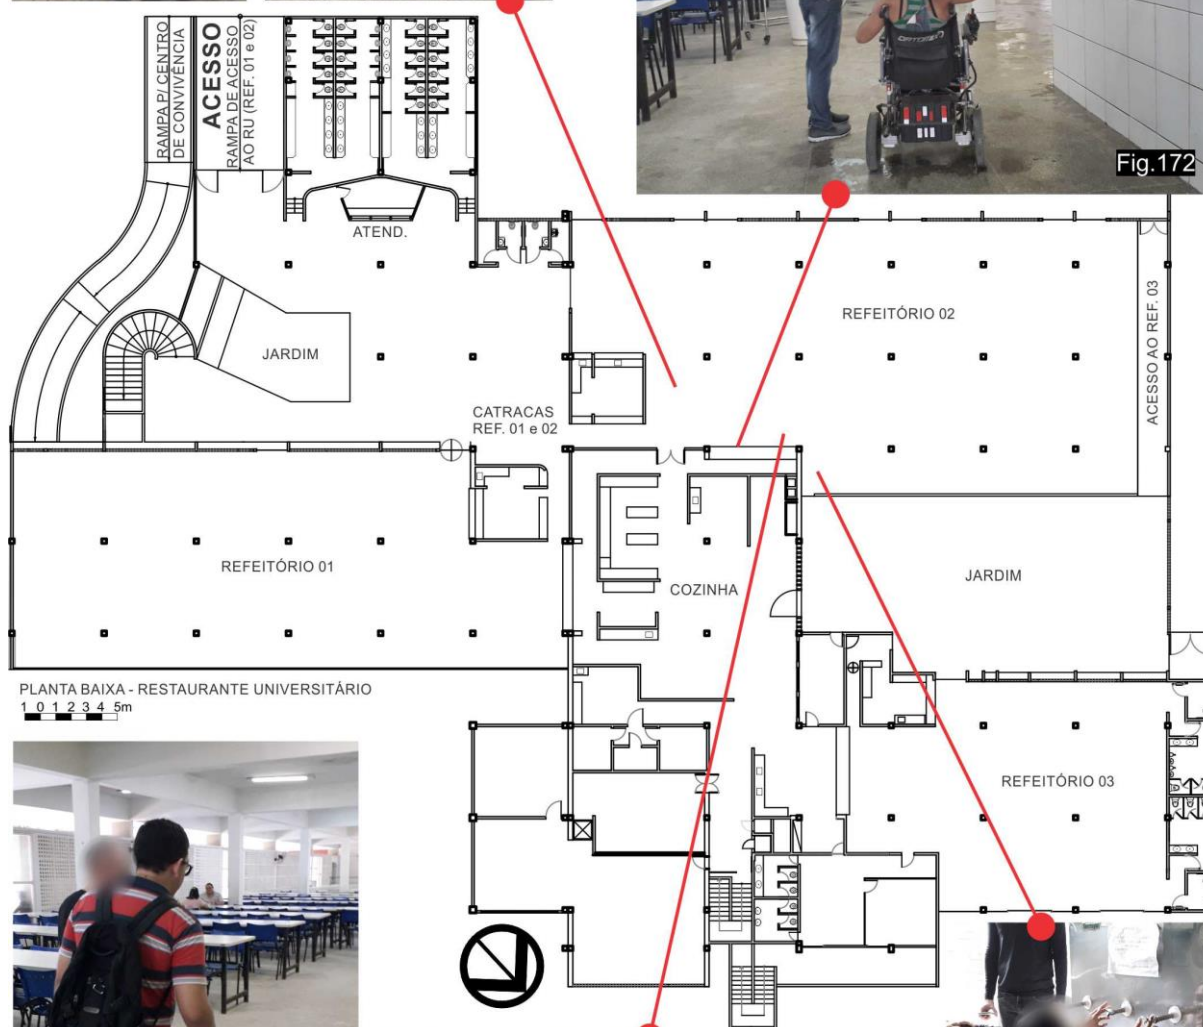 RAMPA P/ CENTRO
DE CONVIVÊNCIA
ACESSO
RAMPA DE ACESSO
AO RU (REF. 01 e 02)
ATEND.
Fig.172
REFEITÓRIO 02
ACESSO AO REF. 03
JARDIM
CATRACAS
REF. 01 e 02
REFEITÓRIO 01
COZINHA
JARDIM
PLANTA BAIXA - RESTAURANTE UNIVERSITÁRIO
1 0 1 2 3 4 5m
REFEITÓRIO 03